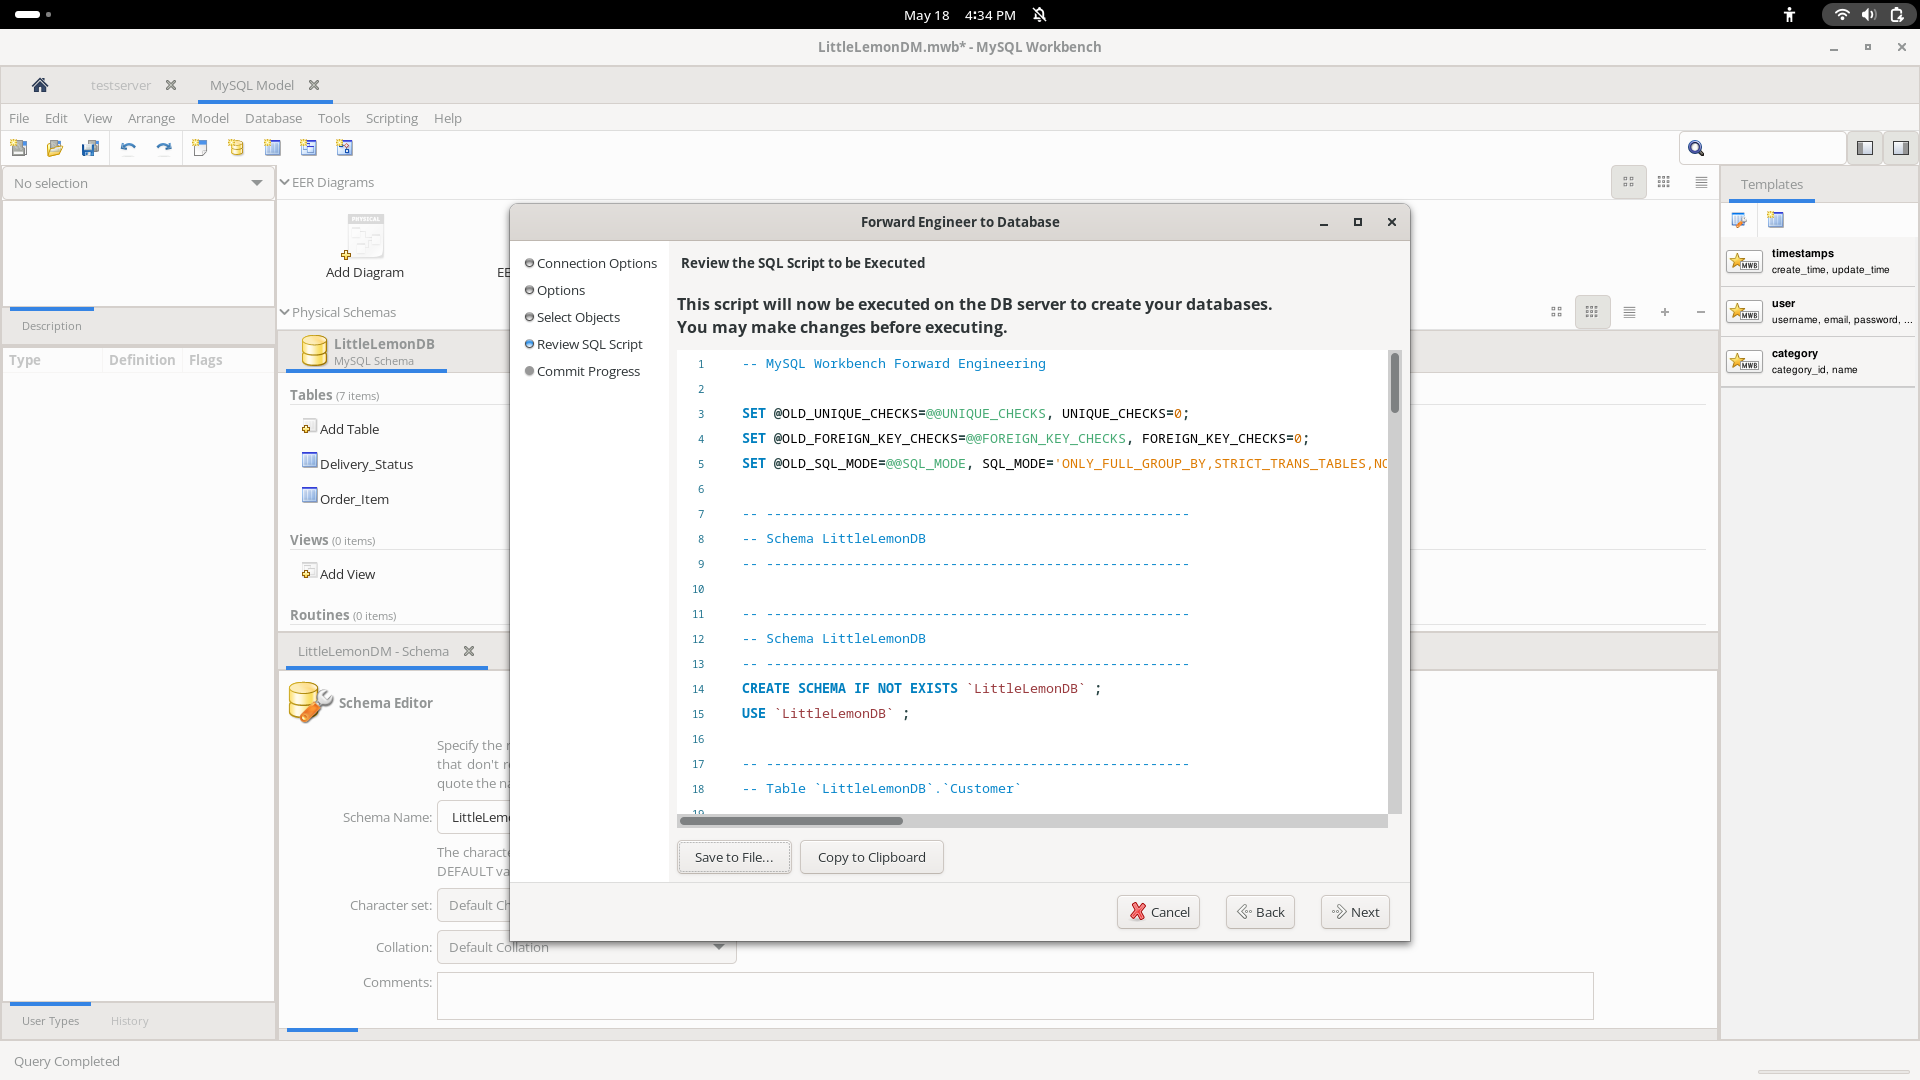 May 18 4:34 PM
LittleLemonDM.mwb* - MySQL Workbench
testserver
MySQL Model
File Edit View Arrange Model Database Tools Scripting Help
No selection
Description
Type Definition Flags
User Types History
Query Completed
EER Diagrams
Add Diagram
EE
Physical Schemas
LittleLemonDB
MySQL Schema
Tables (7 items)
Add Table
Delivery_Status
Order_Item
Views (0 items)
Add View
Routines (0 items)
LittleLemonDM - Schema
Schema Editor
Specify the
that don't r
quote the na
Schema Name: LittleLem
The characte
DEFAULT va
Character set: Default Ch
Collation: Default Collation
Comments:
Forward Engineer to Database
Connection Options
Options
Select Objects
Review SQL Script
Commit Progress
Review the SQL Script to be Executed
This script will now be executed on the DB server to create your databases.
You may make changes before executing.
1 -- MySQL Workbench Forward Engineering
2
3 SET @OLD_UNIQUE_CHECKS=@@UNIQUE_CHECKS, UNIQUE_CHECKS=0;
4 SET @OLD_FOREIGN_KEY_CHECKS=@@FOREIGN_KEY_CHECKS, FOREIGN_KEY_CHECKS=0;
5 SET @OLD_SQL_MODE=@@SQL_MODE, SQL_MODE='ONLY_FULL_GROUP_BY,STRICT_TRANS_TABLES,NO
6
7 -- -----------------------------------------------------
8 -- Schema LittleLemonDB
9 -- -----------------------------------------------------
10
11 -- -----------------------------------------------------
12 -- Schema LittleLemonDB
13 -- -----------------------------------------------------
14 CREATE SCHEMA IF NOT EXISTS `LittleLemonDB` ;
15 USE `LittleLemonDB` ;
16
17 -- -----------------------------------------------------
18 -- Table `LittleLemonDB`.`Customer`
19
Save to File... Copy to Clipboard
Cancel Back Next
Templates
timestamps
create_time, update_time
user
username, email, password, ...
category
category_id, name
MWB
MWB
MWB